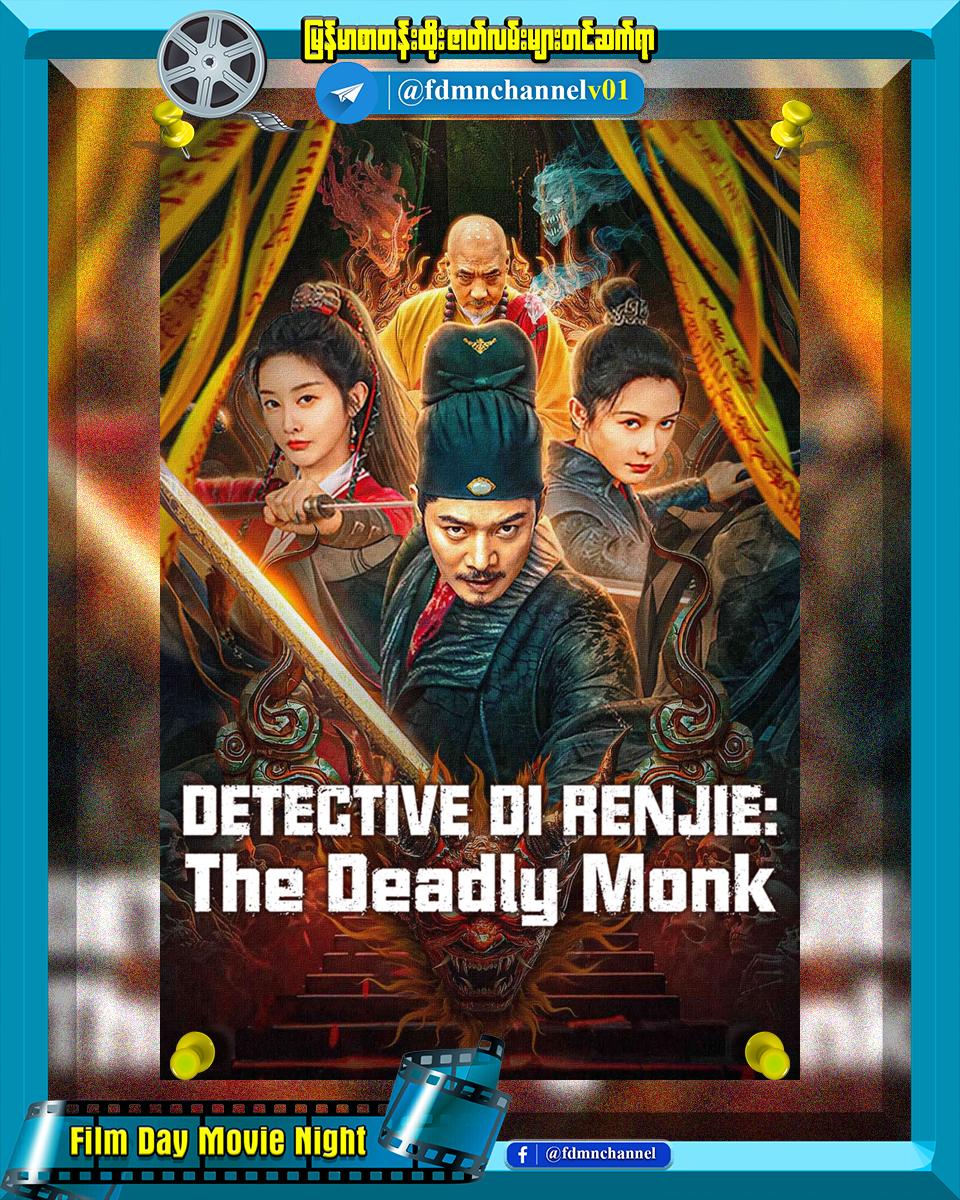 မြန်မာစာတန်းထိုးဇာတ်လမ်းများတင်ဆက်ရာ
@fdmnchannelv01
DETECTIVE DI RENJIE:
The Deadly Monk
Film Day Movie Night
@fdmnchannel